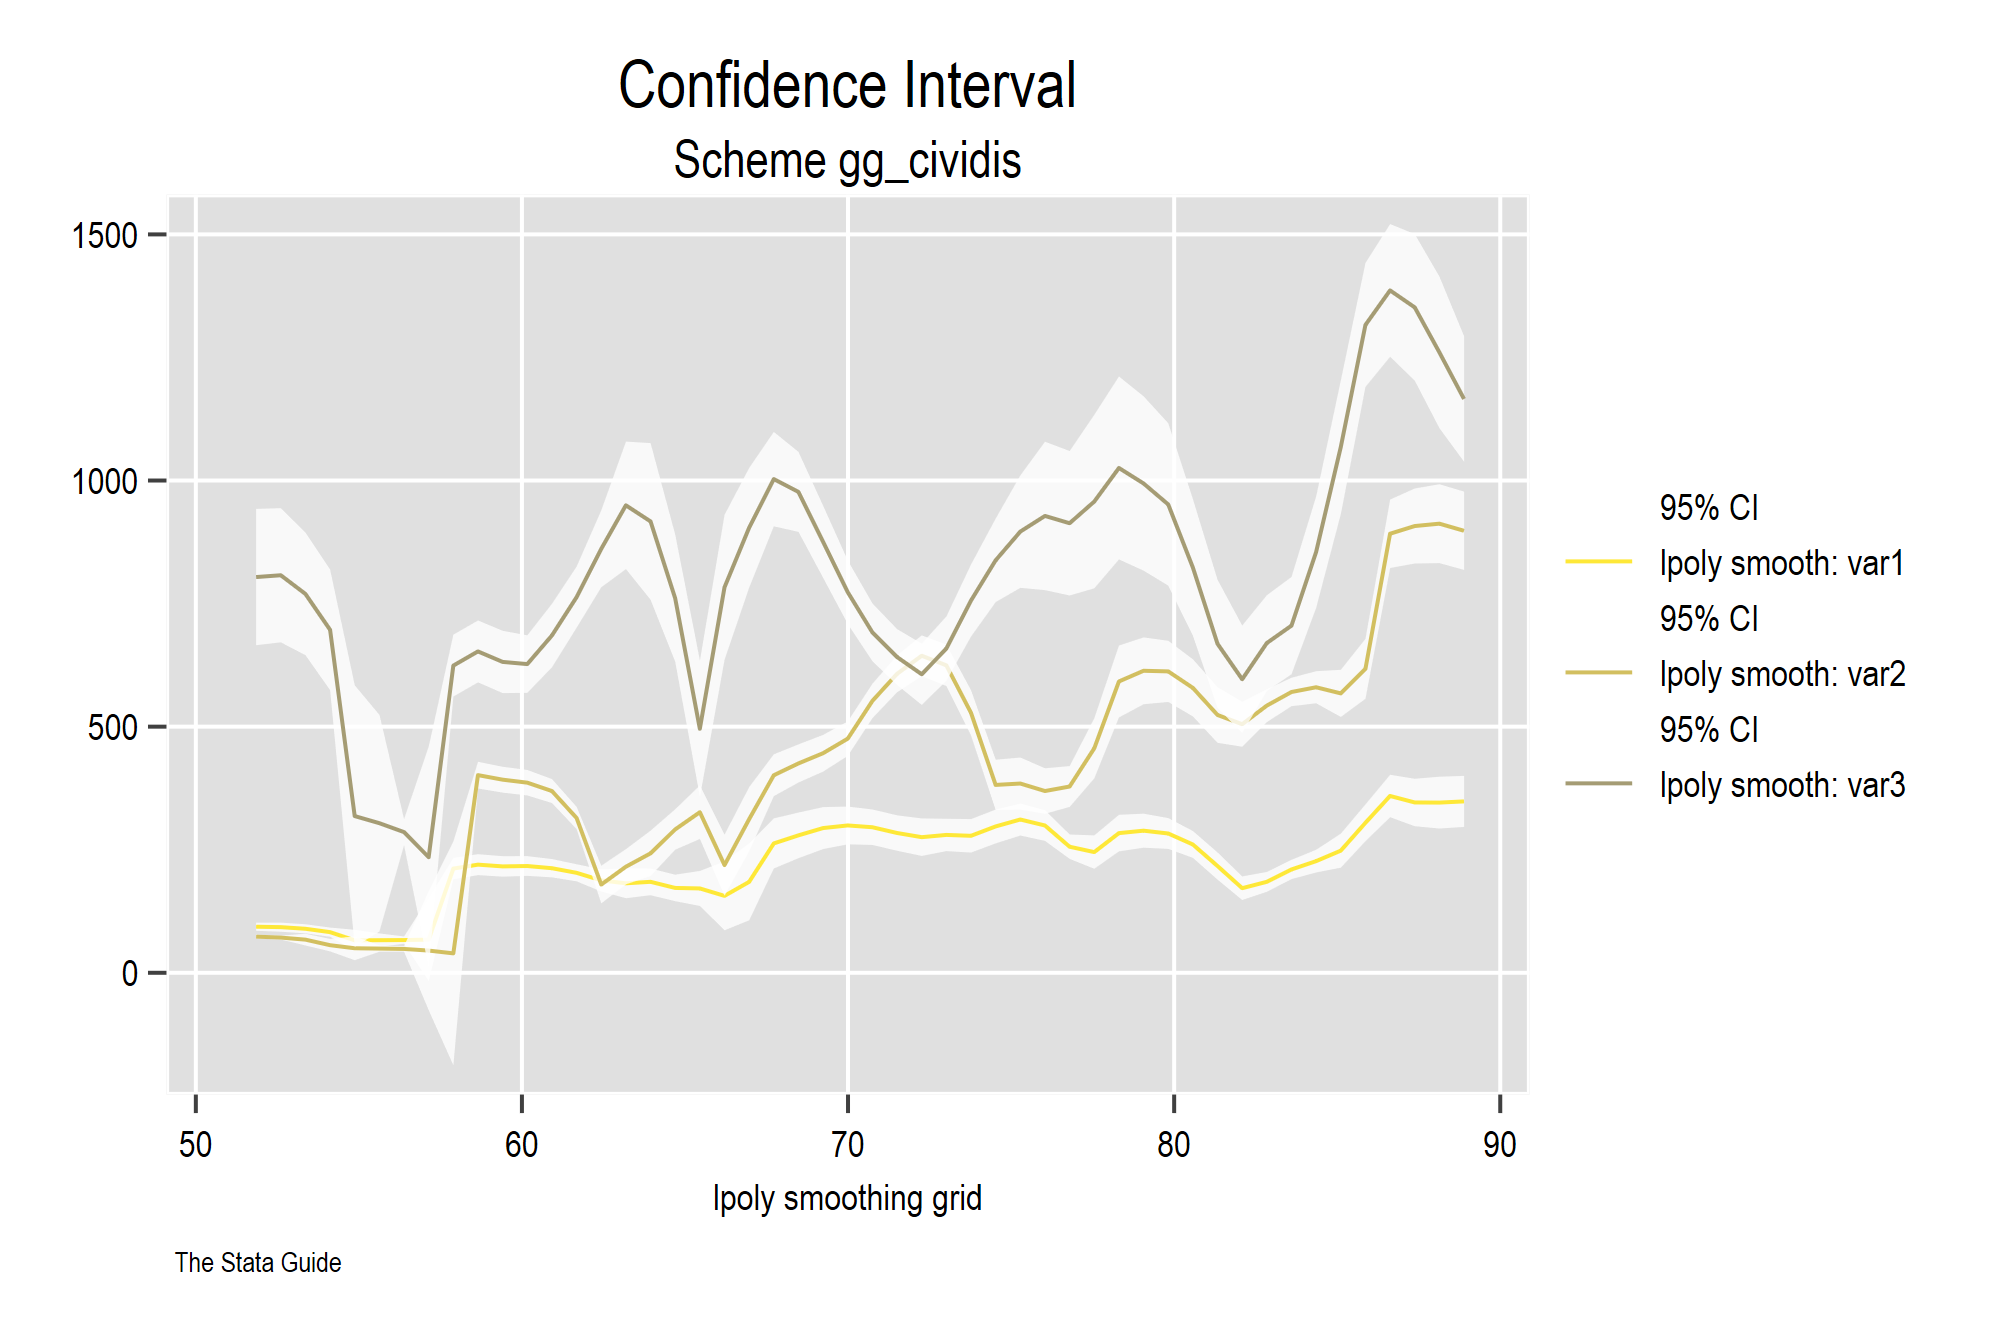 Confidence Interval
Scheme gg_cividis
1500
1000
500
0
50 60 70 80 90
lpoly smoothing grid
95% CI
lpoly smooth: var1
95% CI
lpoly smooth: var2
95% CI
lpoly smooth: var3
The Stata Guide